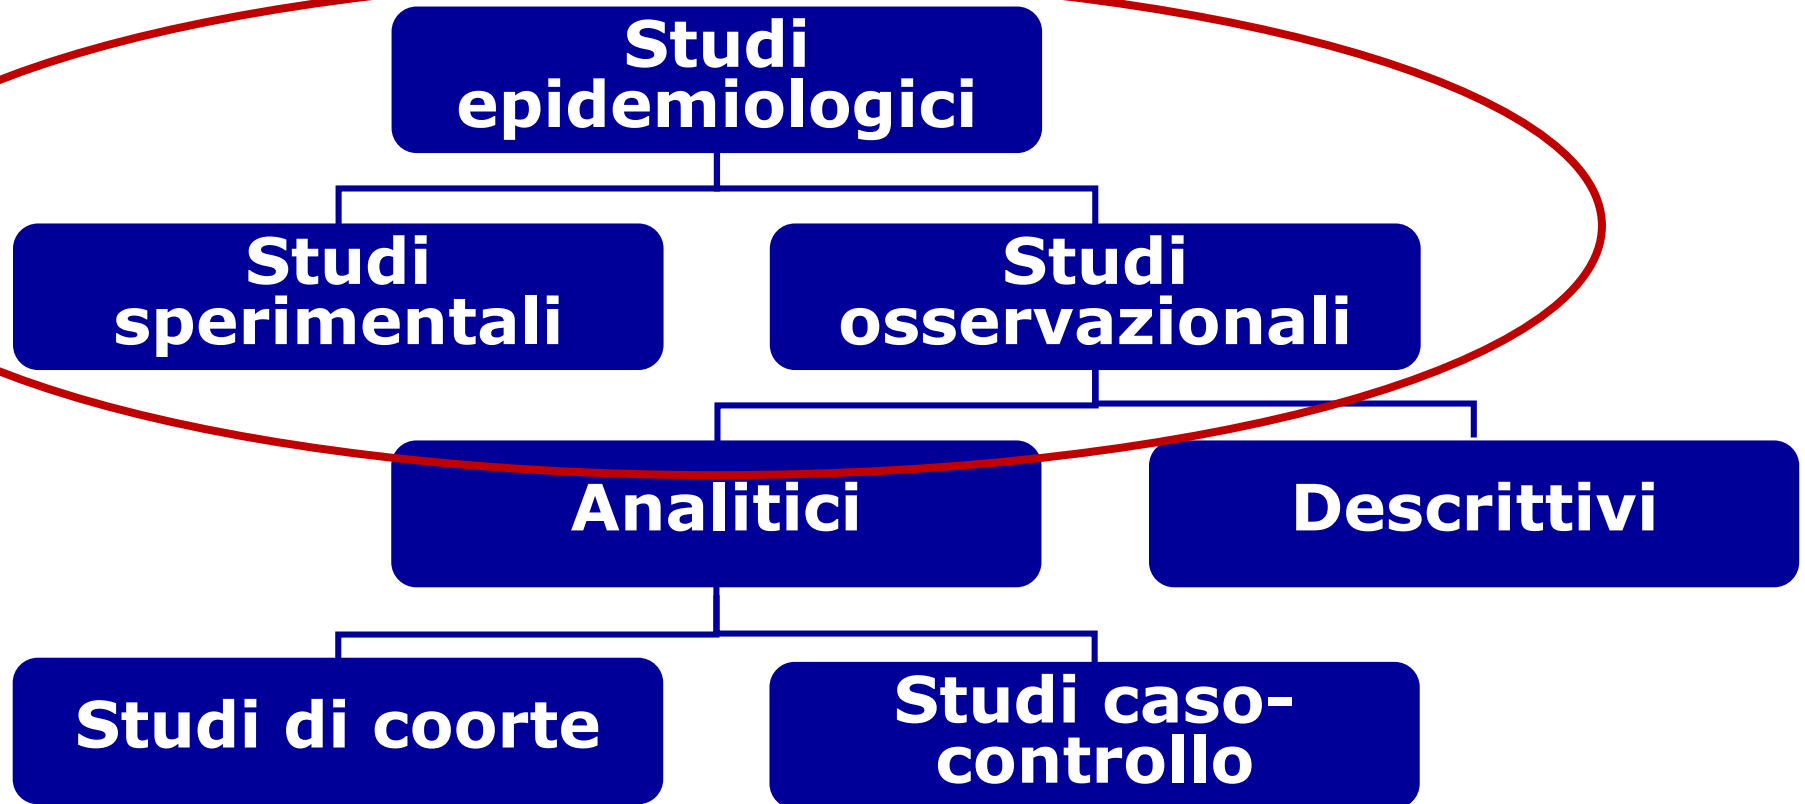 Studi
epidemiologici
Studi
sperimentali
Studi
osservazionali
Analitici
Descrittivi
Studi di coorte
Studi caso-
controllo